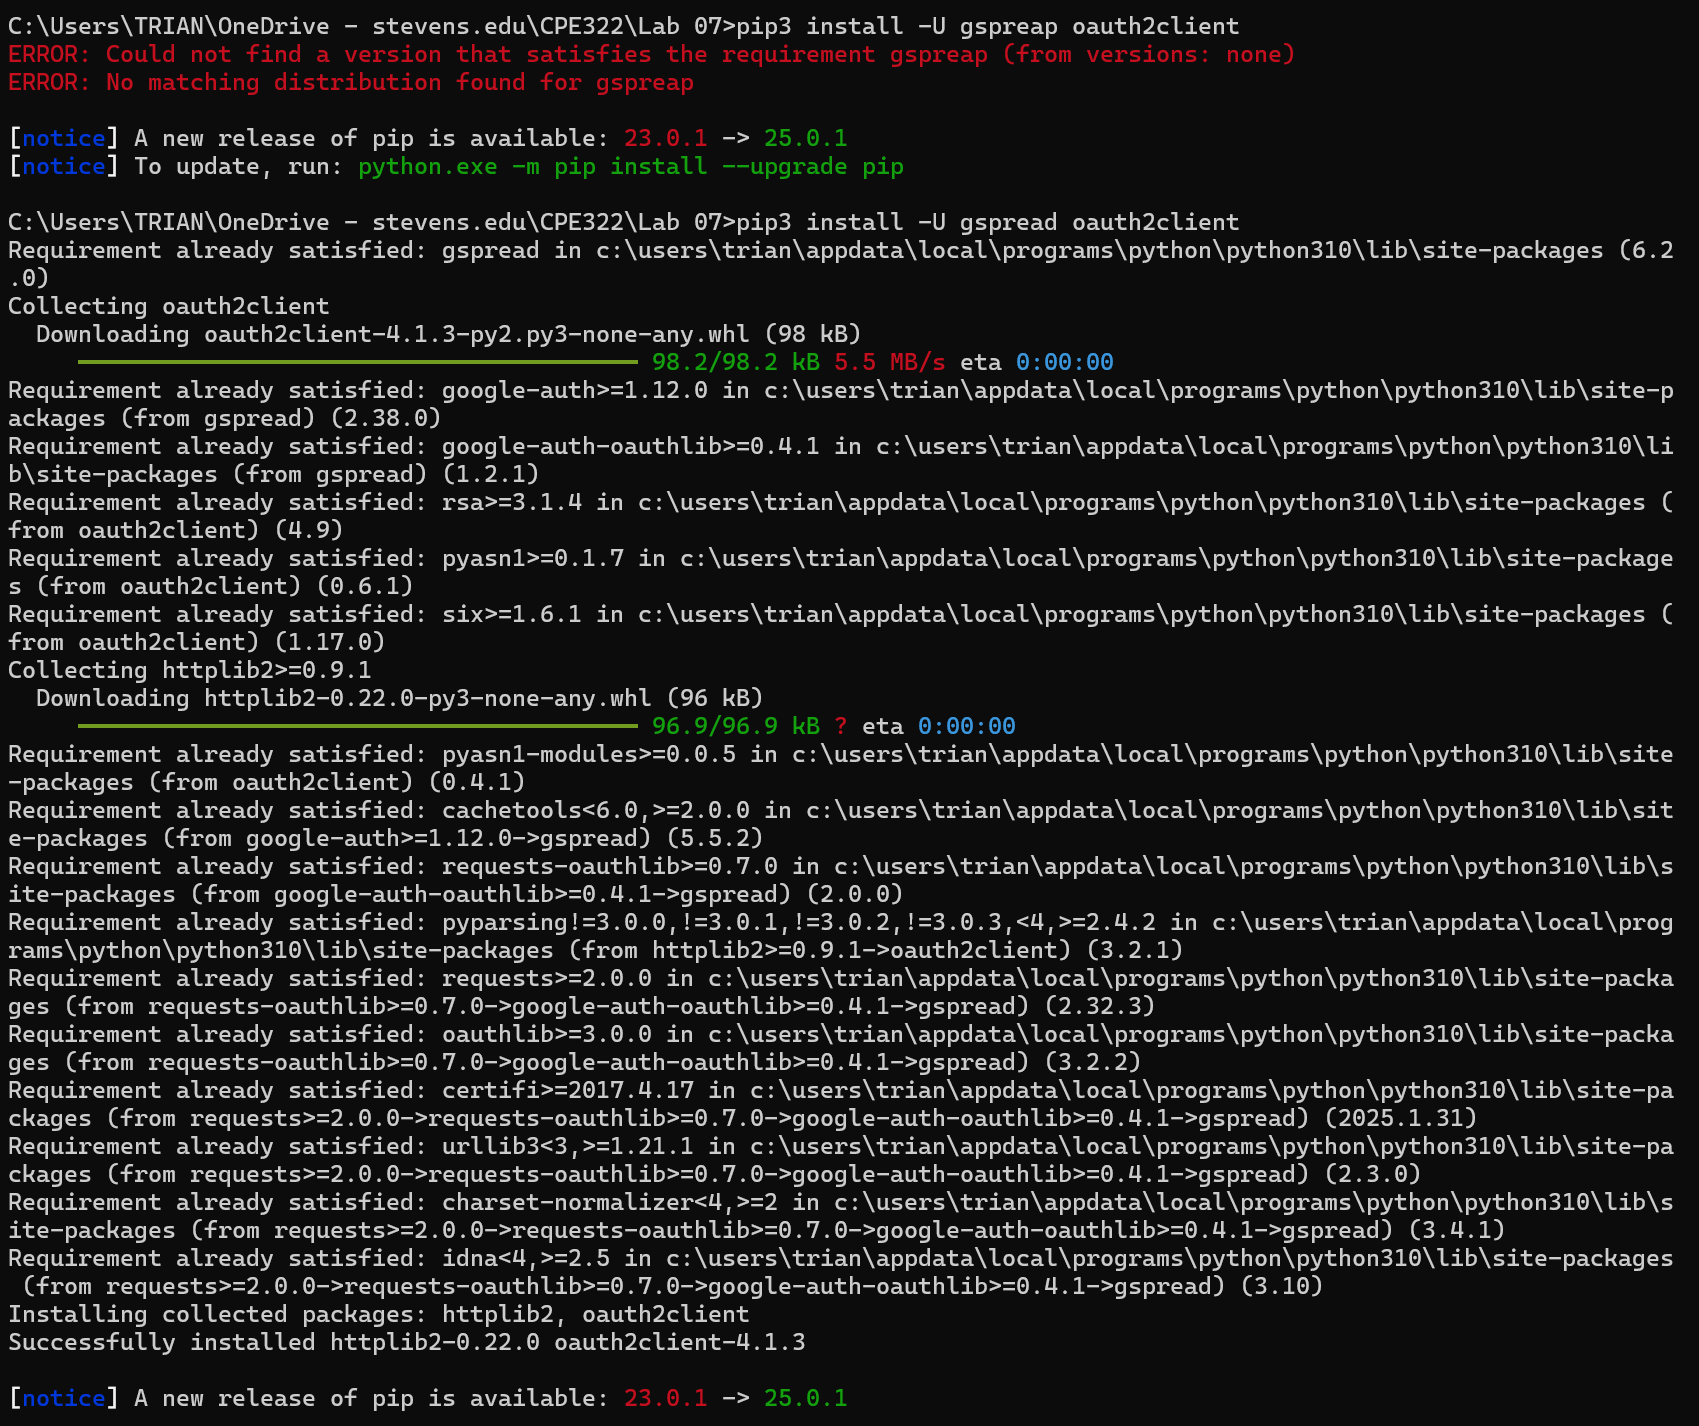 C:\Users\TRIAN\OneDrive - stevens.edu\CPE322\Lab 07>pip3 install -U gspreap oauth2client
ERROR: Could not find a version that satisfies the requirement gspreap (from versions: none)
ERROR: No matching distribution found for gspreap
[notice] A new release of pip is available: 23.0.1 -> 25.0.1
[notice] To update, run: python.exe -m pip install --upgrade pip
C:\Users\TRIAN\OneDrive - stevens.edu\CPE322\Lab 07>pip3 install -U gspread oauth2client
Requirement already satisfied: gspread in c:\users\trian\appdata\local\programs\python\python310\lib\site-packages (6.2
.0)
Collecting oauth2client
  Downloading oauth2client-4.1.3-py2.py3-none-any.whl (98 kB)
98.2/98.2 kB 5.5 MB/s eta 0:00:00
Requirement already satisfied: google-auth>=1.12.0 in c:\users\trian\appdata\local\programs\python\python310\lib\site-p
ackages (from gspread) (2.38.0)
Requirement already satisfied: google-auth-oauthlib>=0.4.1 in c:\users\trian\appdata\local\programs\python\python310\li
b\site-packages (from gspread) (1.2.1)
Requirement already satisfied: rsa>=3.1.4 in c:\users\trian\appdata\local\programs\python\python310\lib\site-packages (
from oauth2client) (4.9)
Requirement already satisfied: pyasn1>=0.1.7 in c:\users\trian\appdata\local\programs\python\python310\lib\site-package
s (from oauth2client) (0.6.1)
Requirement already satisfied: six>=1.6.1 in c:\users\trian\appdata\local\programs\python\python310\lib\site-packages (
from oauth2client) (1.17.0)
Collecting httplib2>=0.9.1
  Downloading httplib2-0.22.0-py3-none-any.whl (96 kB)
96.9/96.9 kB ? eta 0:00:00
Requirement already satisfied: pyasn1-modules>=0.0.5 in c:\users\trian\appdata\local\programs\python\python310\lib\site
-packages (from oauth2client) (0.4.1)
Requirement already satisfied: cachetools<6.0,>=2.0.0 in c:\users\trian\appdata\local\programs\python\python310\lib\sit
e-packages (from google-auth>=1.12.0->gspread) (5.5.2)
Requirement already satisfied: requests-oauthlib>=0.7.0 in c:\users\trian\appdata\local\programs\python\python310\lib\s
ite-packages (from google-auth-oauthlib>=0.4.1->gspread) (2.0.0)
Requirement already satisfied: pyparsing!=3.0.0,!=3.0.1,!=3.0.2,!=3.0.3,<4,>=2.4.2 in c:\users\trian\appdata\local\prog
rams\python\python310\lib\site-packages (from httplib2>=0.9.1->oauth2client) (3.2.1)
Requirement already satisfied: requests>=2.0.0 in c:\users\trian\appdata\local\programs\python\python310\lib\site-packa
ges (from requests-oauthlib>=0.7.0->google-auth-oauthlib>=0.4.1->gspread) (2.32.3)
Requirement already satisfied: oauthlib>=3.0.0 in c:\users\trian\appdata\local\programs\python\python310\lib\site-packa
ges (from requests-oauthlib>=0.7.0->google-auth-oauthlib>=0.4.1->gspread) (3.2.2)
Requirement already satisfied: certifi>=2017.4.17 in c:\users\trian\appdata\local\programs\python\python310\lib\site-pa
ckages (from requests>=2.0.0->requests-oauthlib>=0.7.0->google-auth-oauthlib>=0.4.1->gspread) (2025.1.31)
Requirement already satisfied: urllib3<3,>=1.21.1 in c:\users\trian\appdata\local\programs\python\python310\lib\site-pa
ckages (from requests>=2.0.0->requests-oauthlib>=0.7.0->google-auth-oauthlib>=0.4.1->gspread) (2.3.0)
Requirement already satisfied: charset-normalizer<4,>=2 in c:\users\trian\appdata\local\programs\python\python310\lib\s
ite-packages (from requests>=2.0.0->requests-oauthlib>=0.7.0->google-auth-oauthlib>=0.4.1->gspread) (3.4.1)
Requirement already satisfied: idna<4,>=2.5 in c:\users\trian\appdata\local\programs\python\python310\lib\site-packages
 (from requests>=2.0.0->requests-oauthlib>=0.7.0->google-auth-oauthlib>=0.4.1->gspread) (3.10)
Installing collected packages: httplib2, oauth2client
Successfully installed httplib2-0.22.0 oauth2client-4.1.3
[notice] A new release of pip is available: 23.0.1 -> 25.0.1